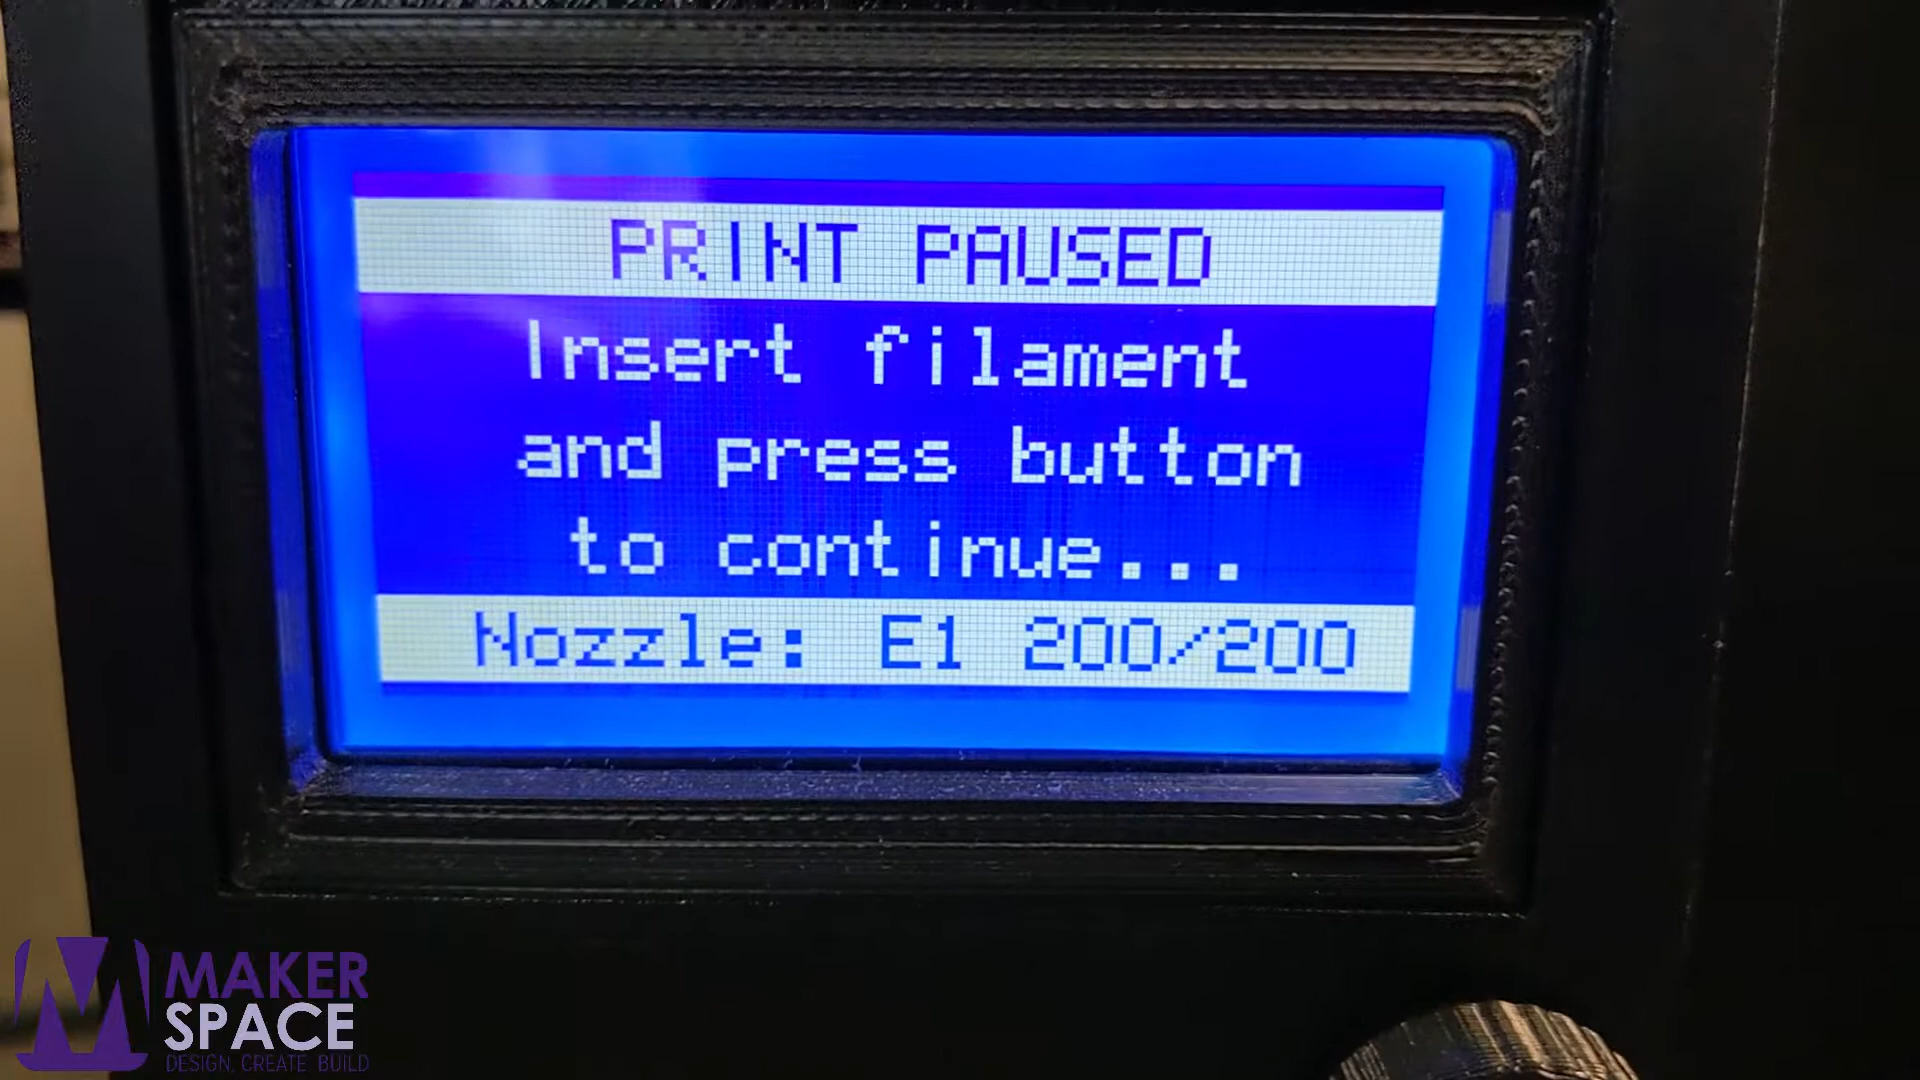 PRINT PAUSED
Insert filament
and press button
to continue...
Nozzle: E1 200/200
MAKER
SPACE
DESIGN. CREATE BUILD